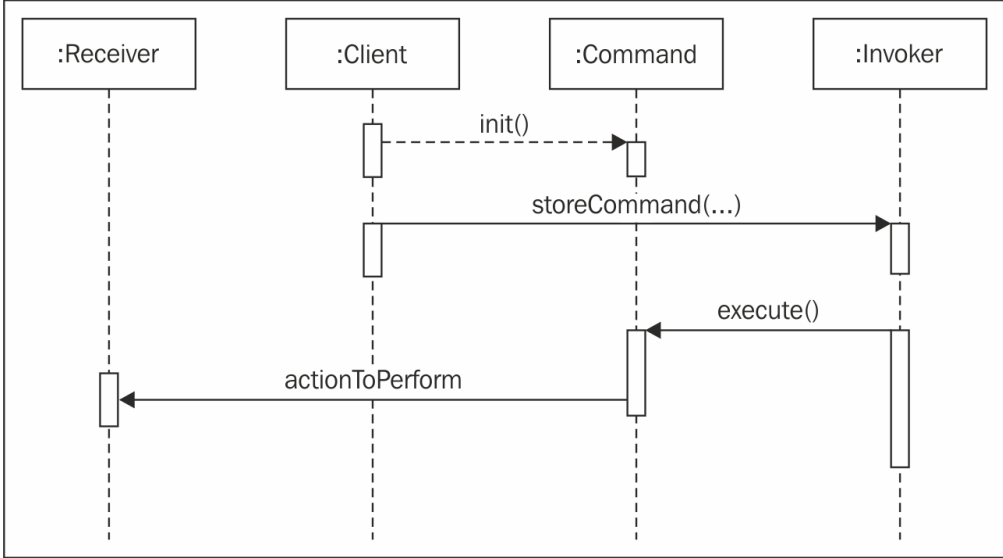 :Receiver
:Client
:Command
:Invoker
init()
storeCommand(...)
execute()
actionToPerform